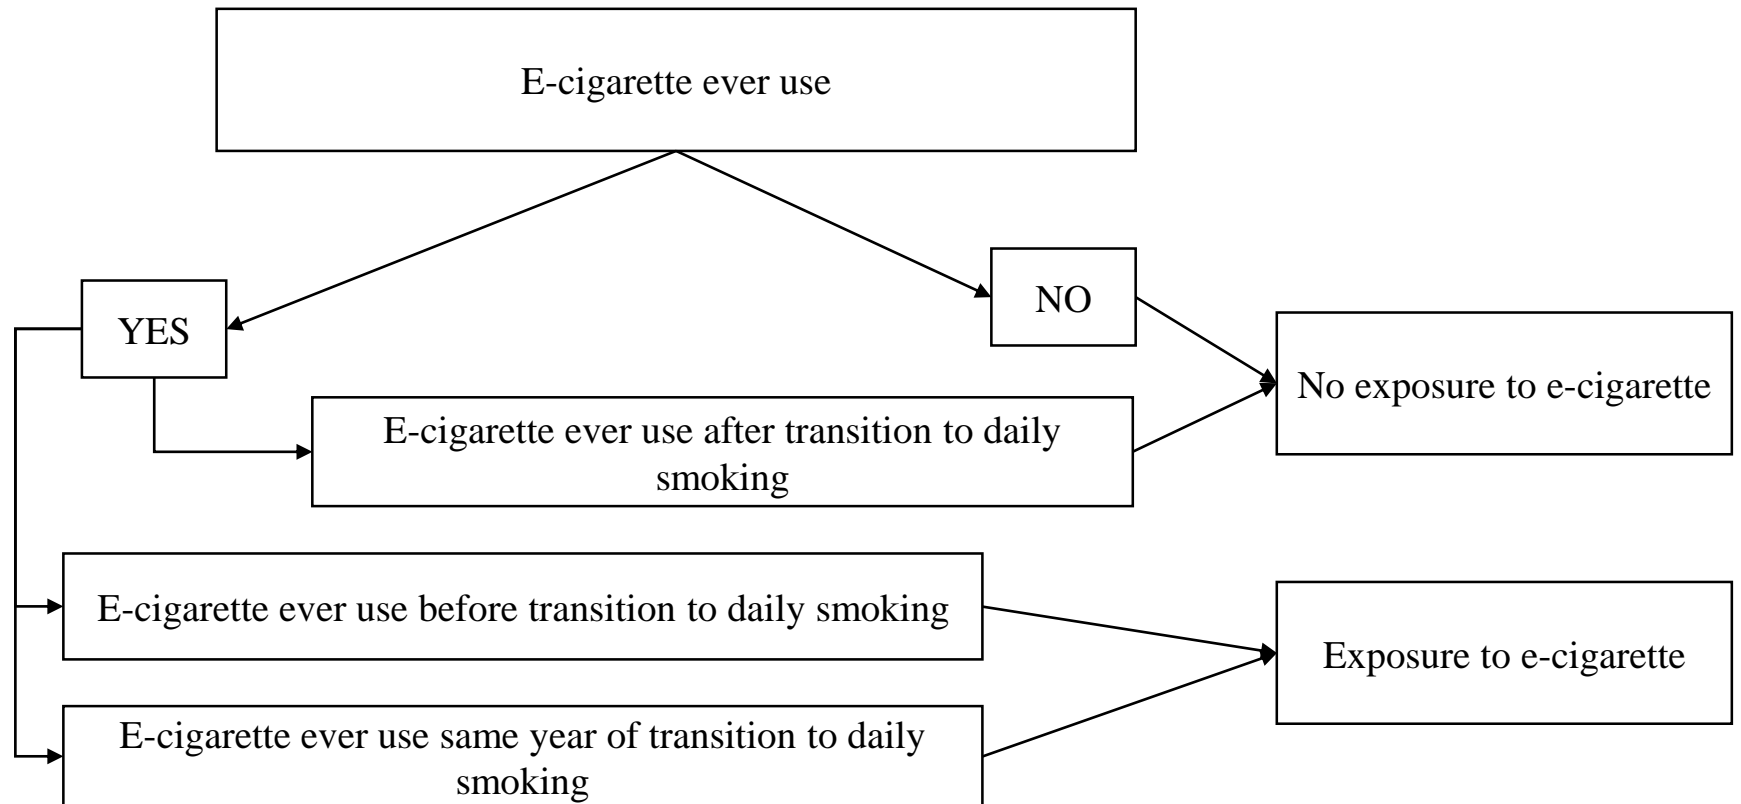 E-cigarette ever use
NO
YES
No exposure to e-cigarette
E-cigarette ever use after transition to daily
smoking
E-cigarette ever use before transition to daily smoking
Exposure to e-cigarette
E-cigarette ever use same year of transition to daily
smoking